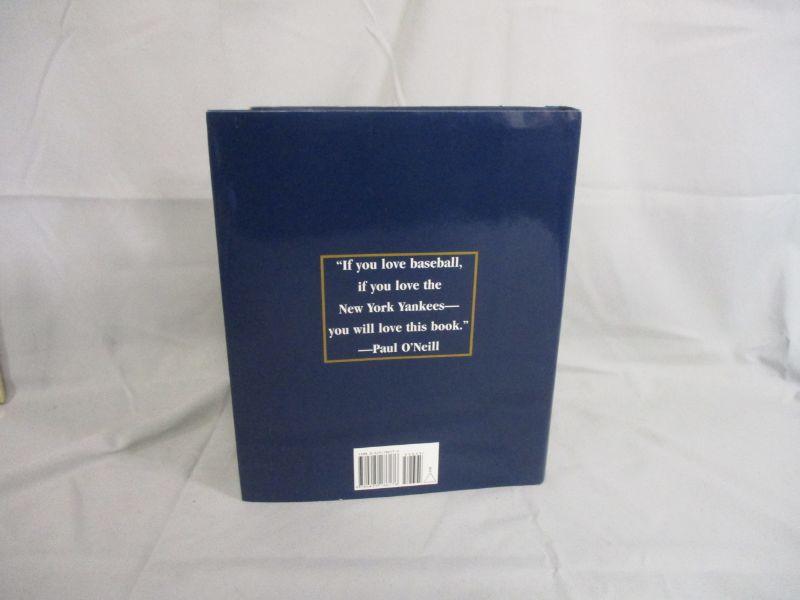 “If you love baseball,
if you love the
New York Yankees—
you will love this book.”
—Paul O’Neill